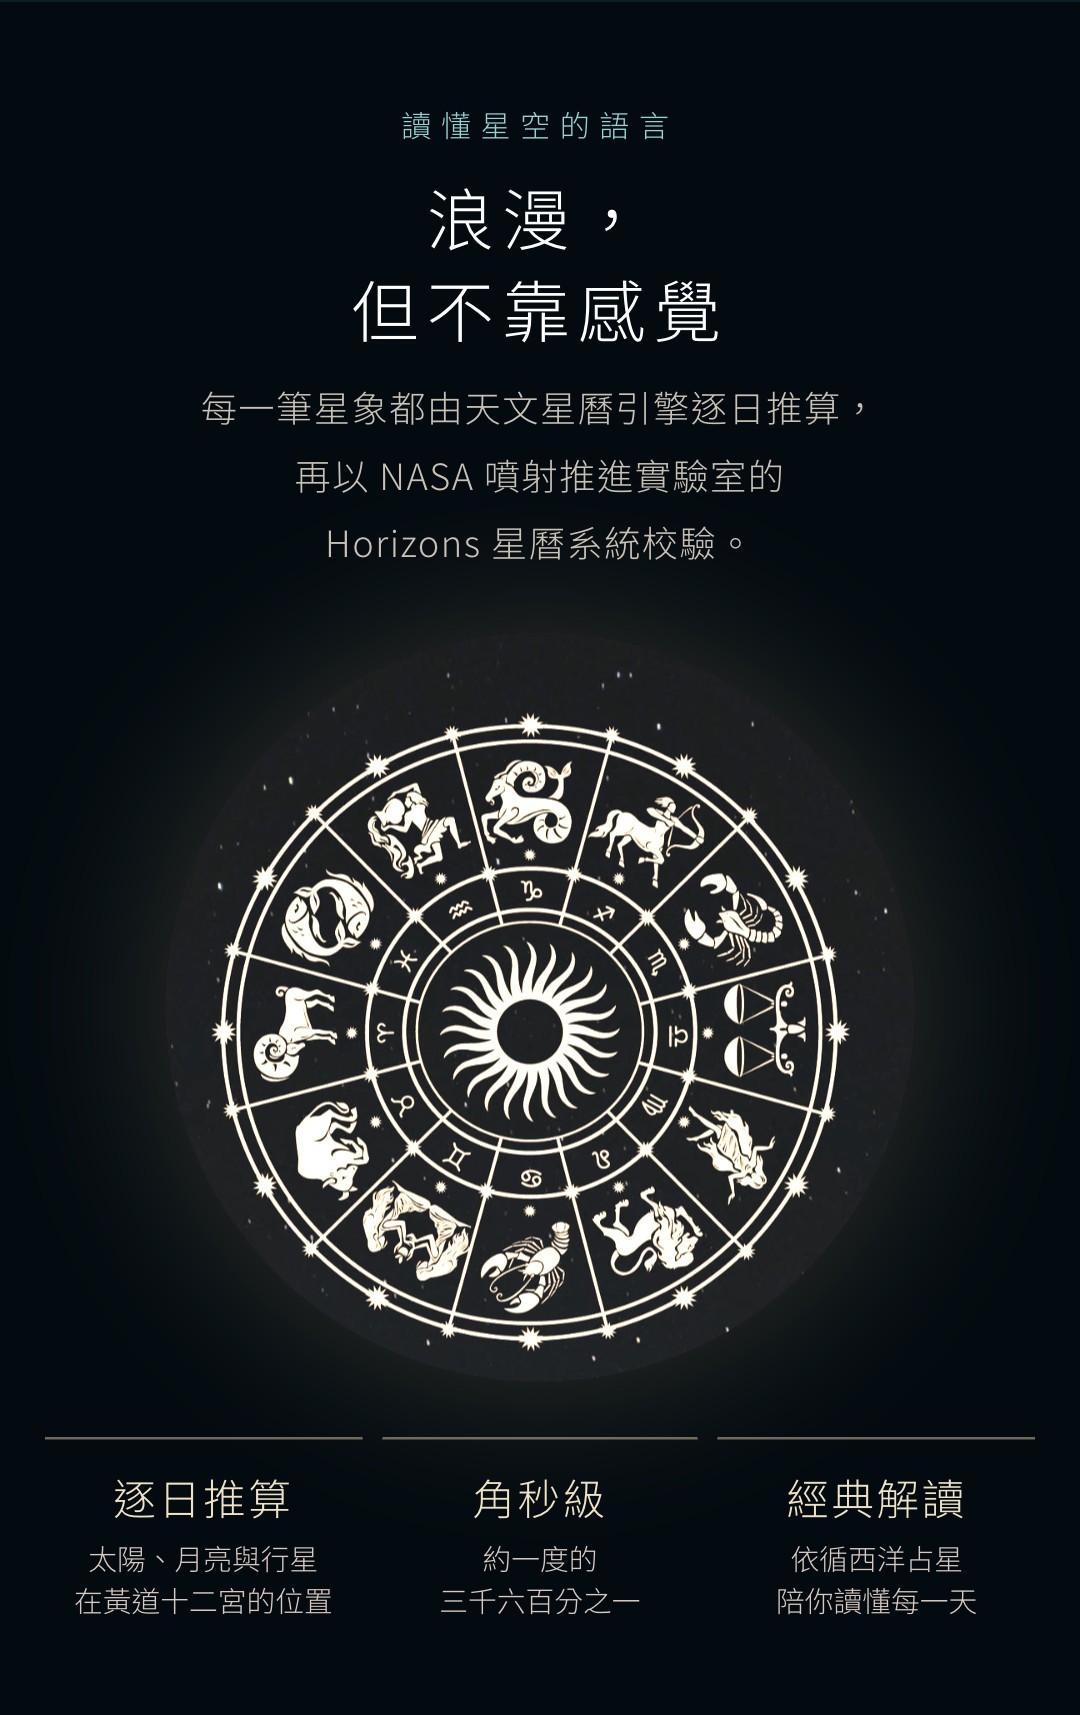 讀懂星空的語言
浪漫，
但不靠感覺
每一筆星象都由天文星曆引擎逐日推算，
再以 NASA 噴射推進實驗室的
Horizons 星曆系統校驗。
♑
♒
♐
♓
♏
♈
♎
♉
♍
♊
♋
♌
逐日推算
太陽、月亮與行星
在黃道十二宮的位置
角秒級
約一度的
三千六百分之一
經典解讀
依循西洋占星
陪你讀懂每一天